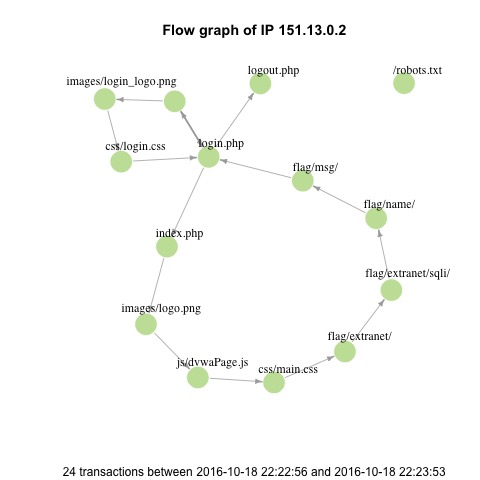 Flow graph of IP 151.13.0.2
logout.php
/robots.txt
images/login_logo.png
css/login.css
login.php
flag/msg/
flag/name/
index.php
flag/extranet/sqli/
images/logo.png
flag/extranet/
js/dvwaPage.js
css/main.css
24 transactions between 2016-10-18 22:22:56 and 2016-10-18 22:23:53